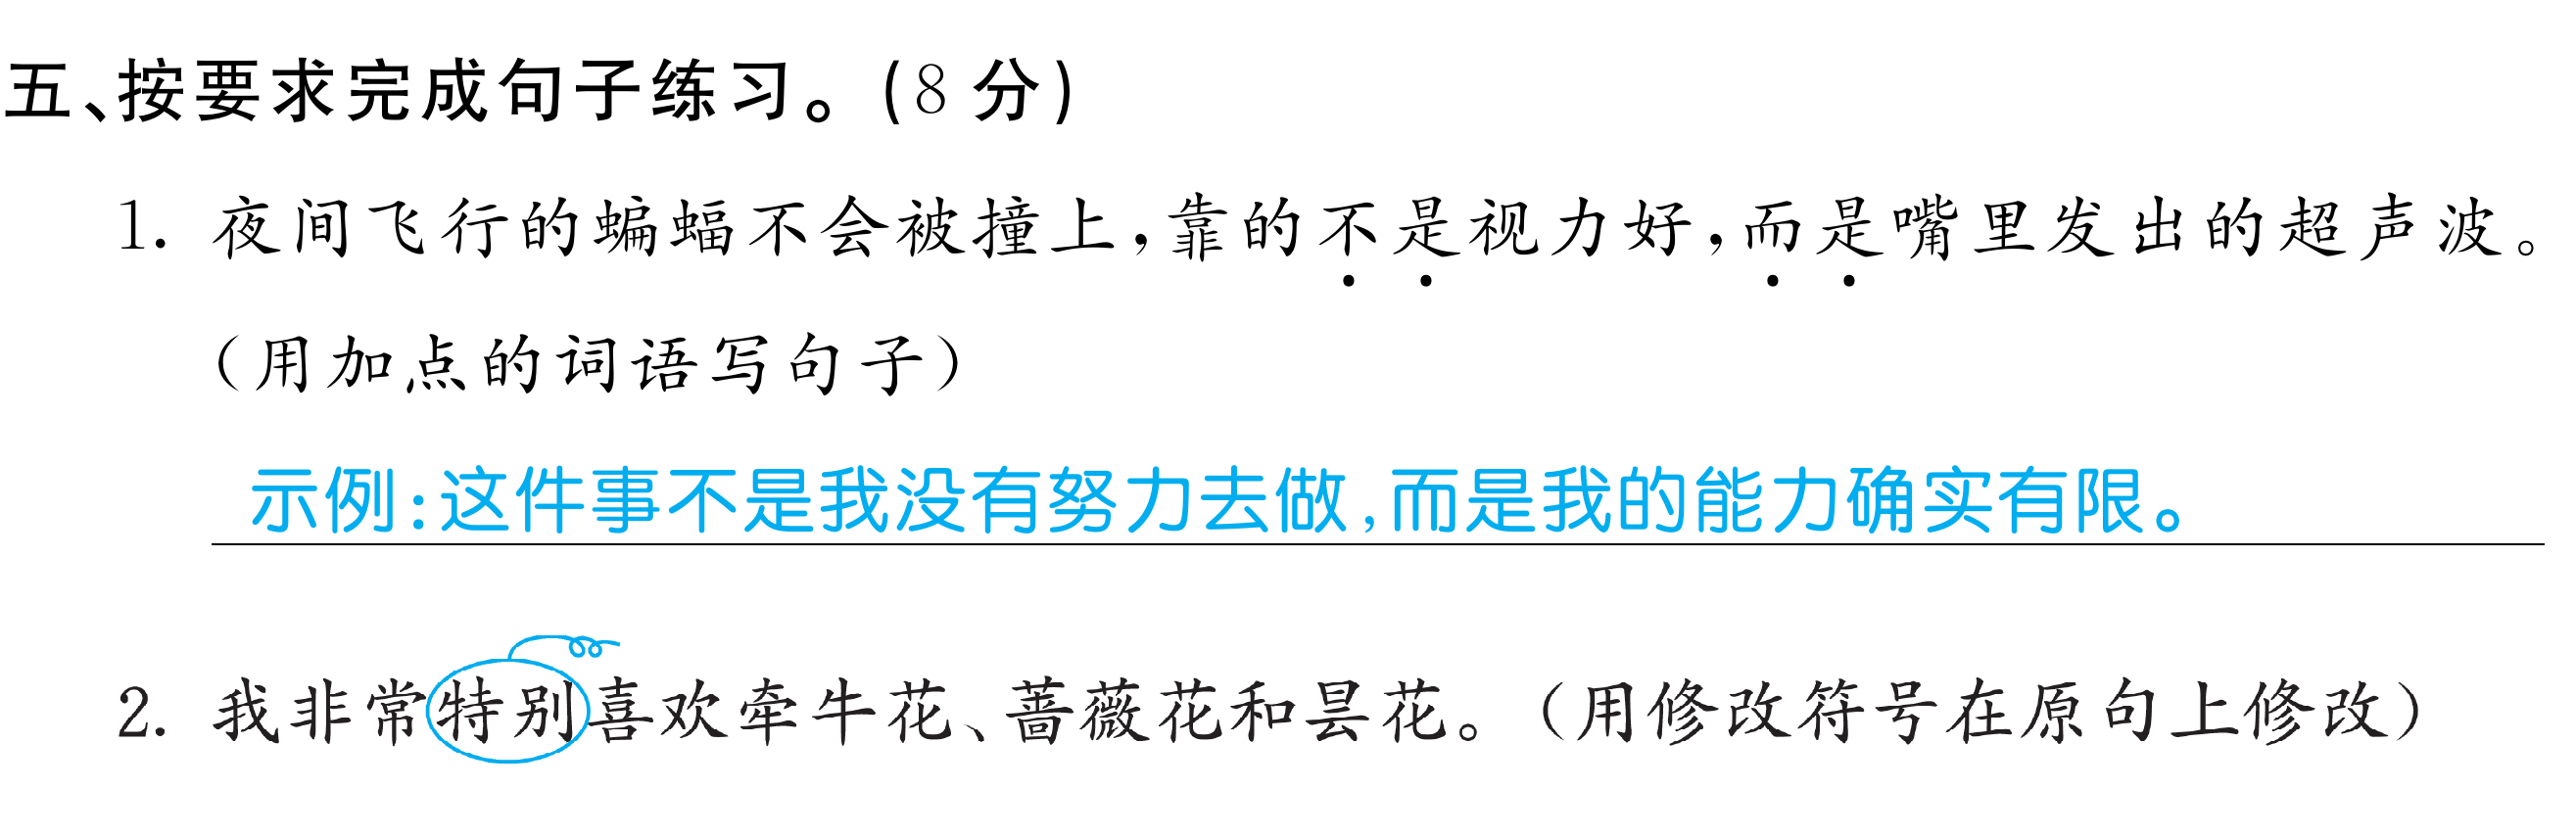 五、按要求完成句子练习。(8 分)
1. 夜间飞行的蝙蝠不会被撞上,靠的不是视力好,而是嘴里发出的超声波。
(用加点的词语写句子)
示例:这件事不是我没有努力去做,而是我的能力确实有限。
2. 我非常特别喜欢牵牛花、蔷薇花和昙花。(用修改符号在原句上修改)